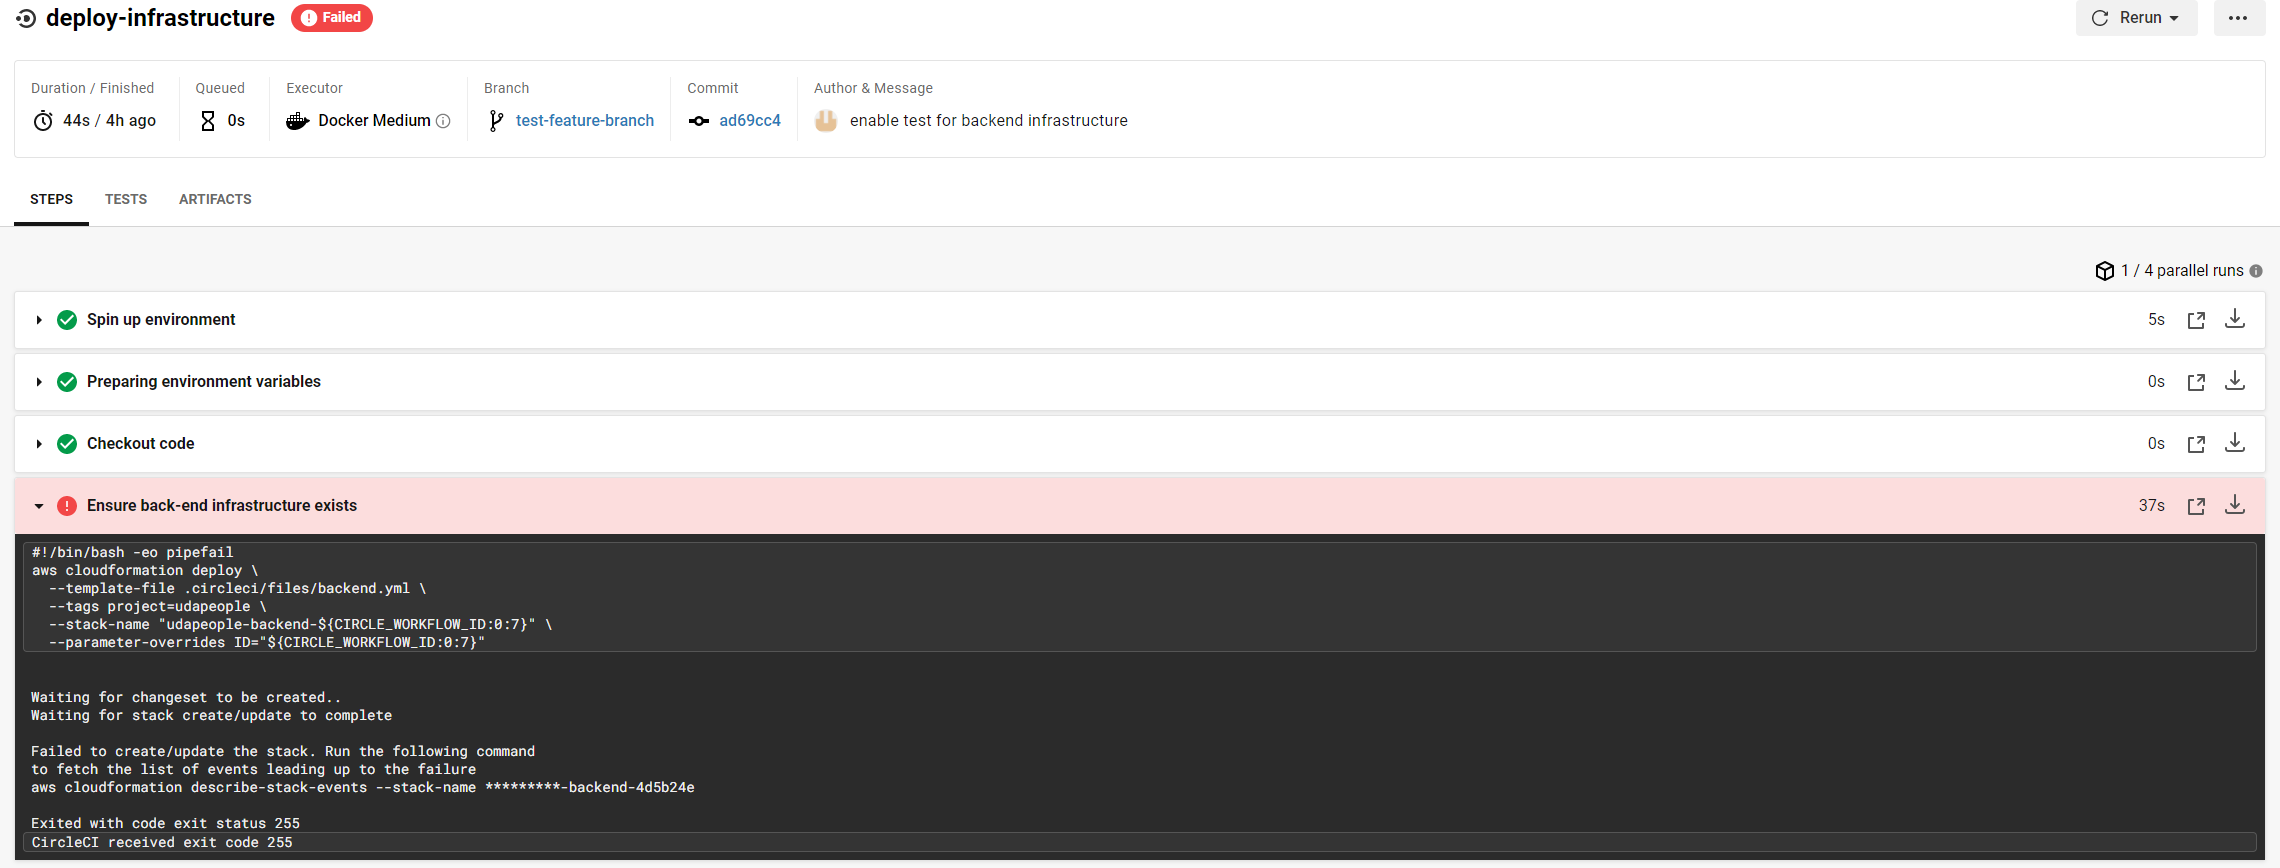 deploy-infrastructure
Failed
Rerun
Duration / Finished
44s / 4h ago
Queued
0s
Executor
Docker Medium
Branch
test-feature-branch
Commit
ad69cc4
Author & Message
enable test for backend infrastructure
STEPS TESTS ARTIFACTS
1 / 4 parallel runs
Spin up environment 5s
Preparing environment variables 0s
Checkout code 0s
Ensure back-end infrastructure exists 37s
#!/bin/bash -eo pipefail
aws cloudformation deploy \
--template-file .circleci/files/backend.yml \
--tags project=udapeople \
--stack-name "udapeople-backend-${CIRCLE_WORKFLOW_ID:0:7}" \
--parameter-overrides ID="${CIRCLE_WORKFLOW_ID:0:7}"
Waiting for changeset to be created..
Waiting for stack create/update to complete
Failed to create/update the stack. Run the following command
to fetch the list of events leading up to the failure
aws cloudformation describe-stack-events --stack-name *********-backend-4d5b24e
Exited with code exit status 255
CircleCI received exit code 255